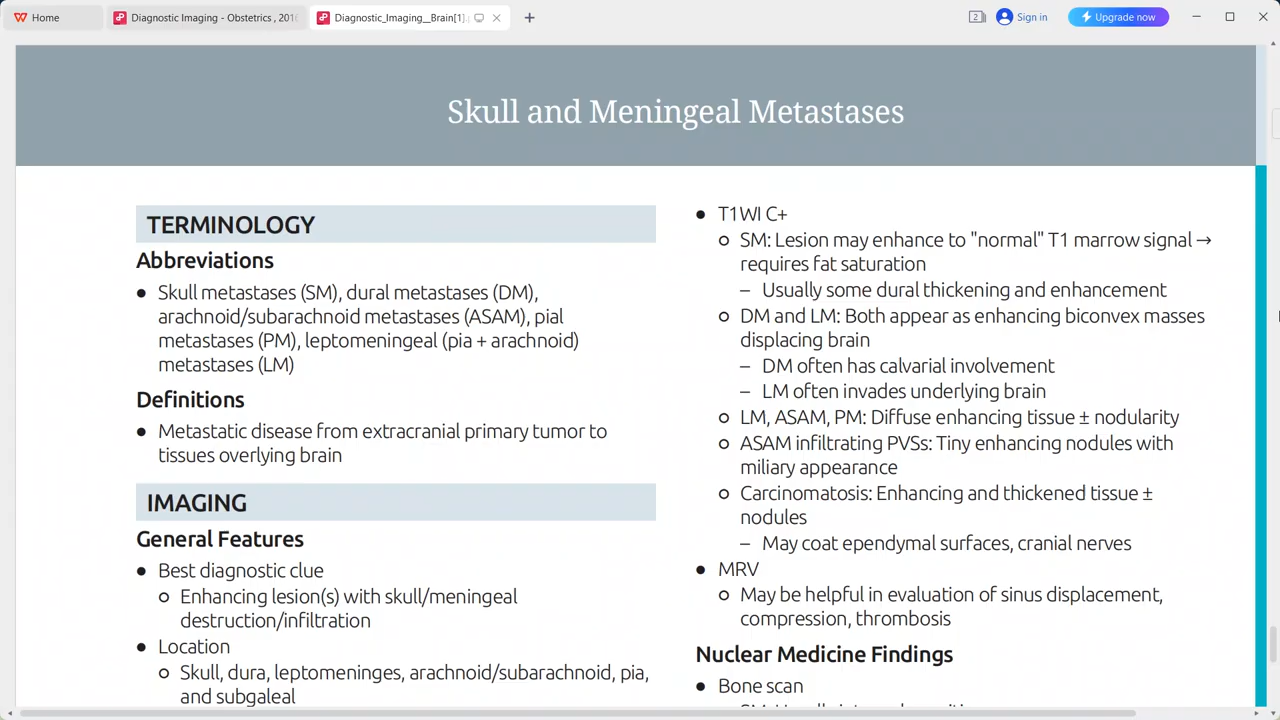 Home
Diagnostic Imaging - Obstetrics , 201
Diagnostic_Imaging__Brain[1]
2
Sign in
Upgrade now
Skull and Meningeal Metastases
TERMINOLOGY
Abbreviations
● Skull metastases (SM), dural metastases (DM),
arachnoid/subarachnoid metastases (ASAM), pial
metastases (PM), leptomeningeal (pia + arachnoid)
metastases (LM)
Definitions
● Metastatic disease from extracranial primary tumor to
tissues overlying brain
IMAGING
General Features
● Best diagnostic clue
○ Enhancing lesion(s) with skull/meningeal
destruction/infiltration
● Location
○ Skull, dura, leptomeninges, arachnoid/subarachnoid, pia,
and subgaleal
● T1WI C+
○ SM: Lesion may enhance to "normal" T1 marrow signal →
requires fat saturation
– Usually some dural thickening and enhancement
○ DM and LM: Both appear as enhancing biconvex masses
displacing brain
– DM often has calvarial involvement
– LM often invades underlying brain
○ LM, ASAM, PM: Diffuse enhancing tissue ± nodularity
○ ASAM infiltrating PVSs: Tiny enhancing nodules with
miliary appearance
○ Carcinomatosis: Enhancing and thickened tissue ±
nodules
– May coat ependymal surfaces, cranial nerves
● MRV
○ May be helpful in evaluation of sinus displacement,
compression, thrombosis
Nuclear Medicine Findings
● Bone scan